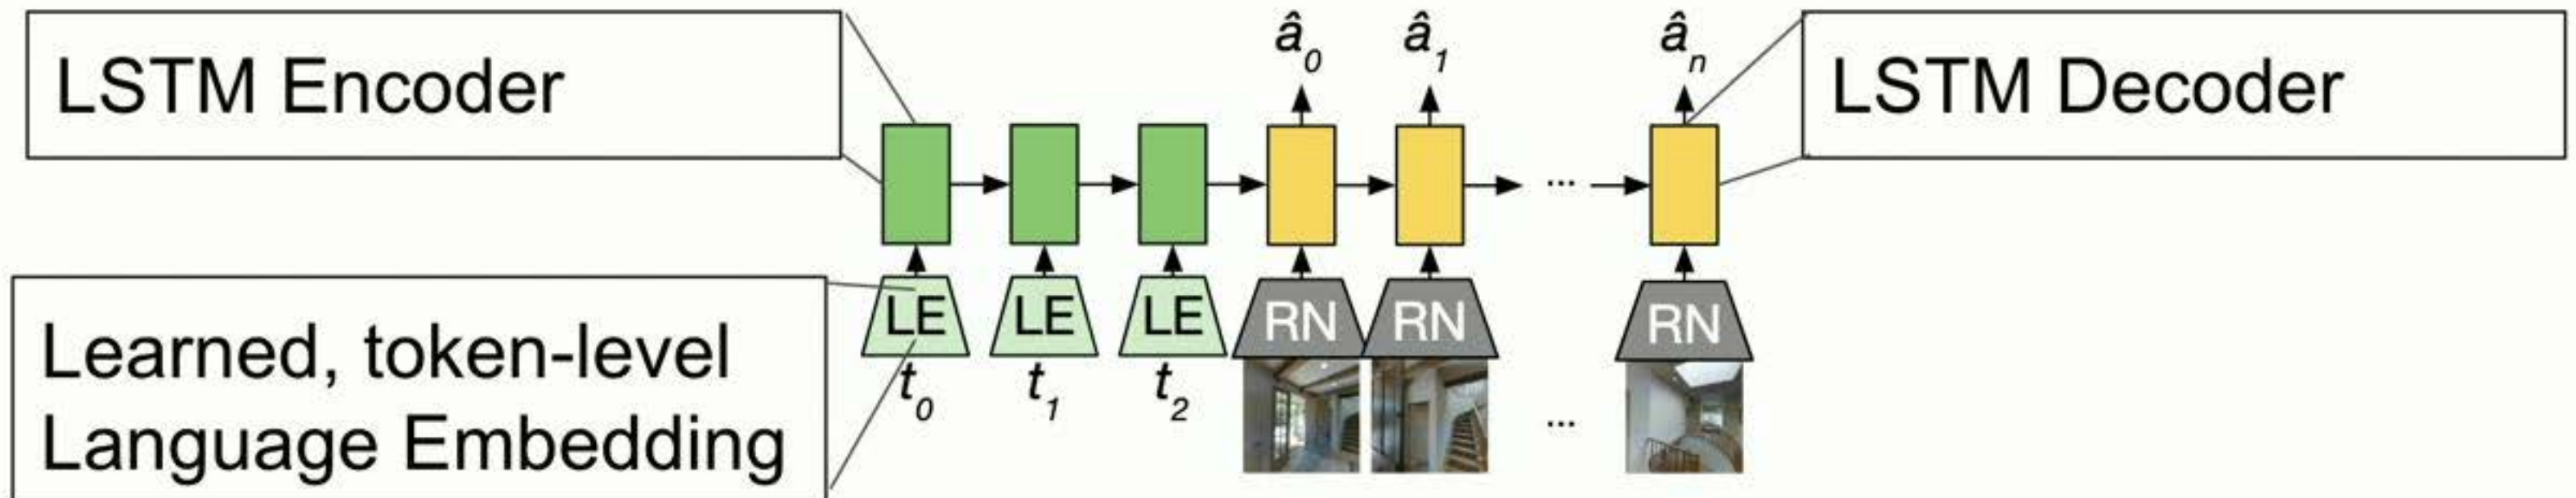 LSTM Encoder
â0 â1 ân
LSTM Decoder
...
LE LE LE RN RN RN
Learned, token-level
Language Embedding
t0 t1 t2
...